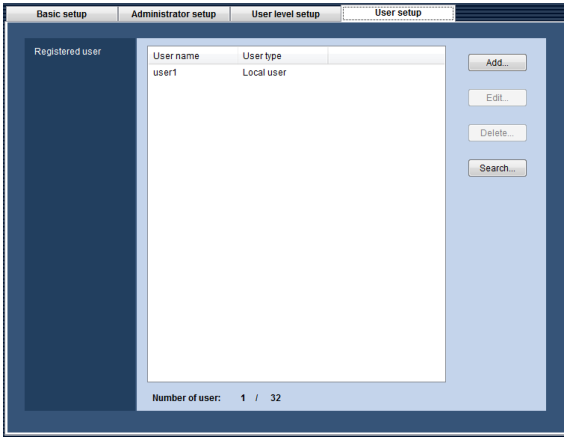 Basic setup Administrator setup User level setup User setup
Registered user
User name User type
user1 Local user
Add...
Edit...
Delete...
Search...
Number of user: 1 / 32